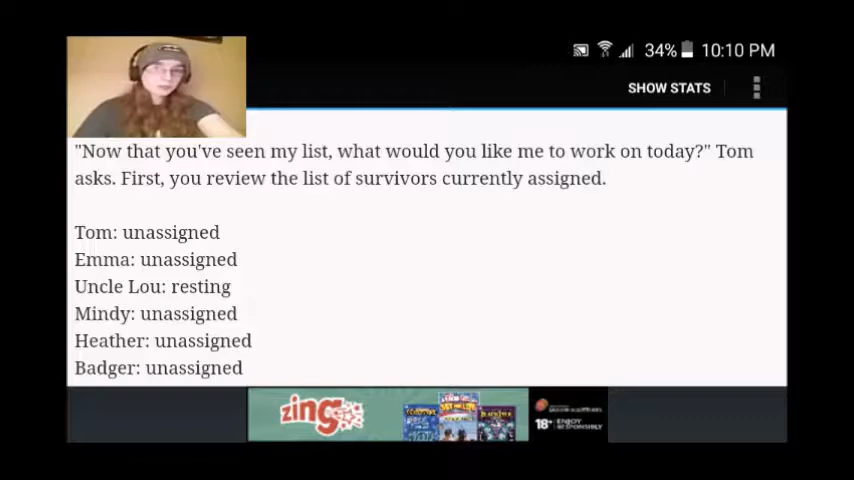 34% 10:10 PM
SHOW STATS
"Now that you've seen my list, what would you like me to work on today?" Tom
asks. First, you review the list of survivors currently assigned.
Tom: unassigned
Emma: unassigned
Uncle Lou: resting
Mindy: unassigned
Heather: unassigned
Badger: unassigned
zing
18+ ENJOY
RESPONSIBLY